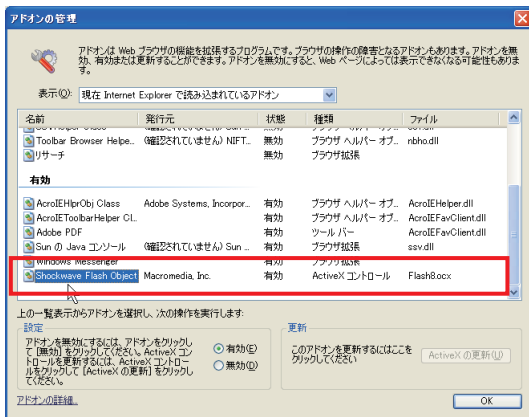 アドオンの管理
アドオンは Web ブラウザの機能を拡張するプログラムです。ブラウザの操作の障害となるアドオンもあります。アドオンを無
効、有効または更新することができます。アドオンを無効にすると、Web ページによっては表示できなくなる可能性もありま
す。
表示(O): 現在 Internet Explorer で読み込まれているアドオン
名前 発行元 状態 種類 ファイル
Toolbar Browser Helpe... (確認されていません) NIFT... 無効 ブラウザ ヘルパー オブ... nbho.dll
リサーチ 無効 ブラウザ拡張
有効
AcroIEHlprObj Class Adobe Systems, Incorpor... 有効 ブラウザ ヘルパー オブ... AcroIEHelper.dll
AcroIEToolbarHelper Cl... 有効 ブラウザ ヘルパー オブ... AcroIEFavClient.dll
Adobe PDF 有効 ツール バー AcroIEFavClient.dll
Sun の Java コンソール (確認されていません) Sun ... 有効 ブラウザ拡張 ssv.dll
Windows Messenger 有効 ブラウザ拡張
Shockwave Flash Object Macromedia, Inc. 有効 ActiveX コントロール Flash8.ocx
上の一覧表示からアドオンを選択し、次の操作を実行します:
設定
アドオンを無効にするには、アドオンをクリックし
て [無効] をクリックしてください。ActiveX コン
トロールを更新するには、ActiveX コントロー
ルをクリックして [ActiveX の更新] をクリックし
てください。
有効(E)
無効(D)
更新
このアドオンを更新するにはここを
クリックしてください
ActiveX の更新(U)
アドオンの詳細...
OK